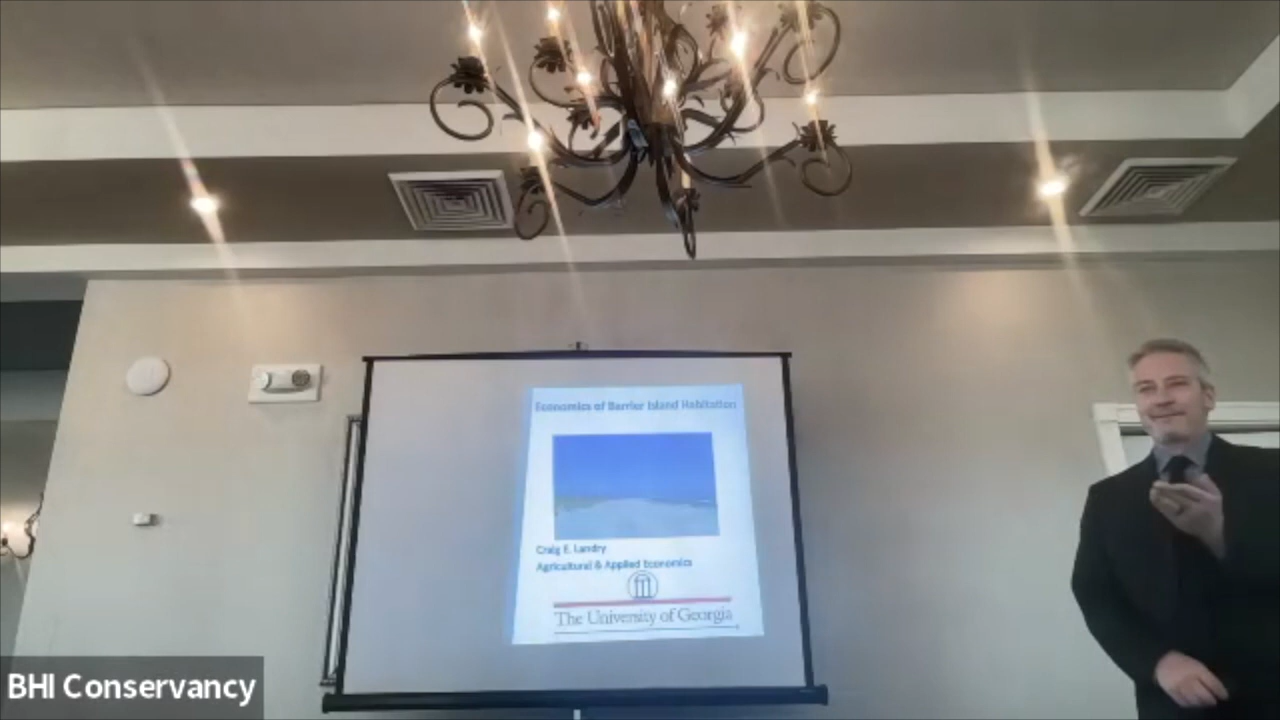 Economics of Barrier Island Habitation
Craig E. Landry
Agricultural & Applied Economics
The University of Georgia
BHI Conservancy